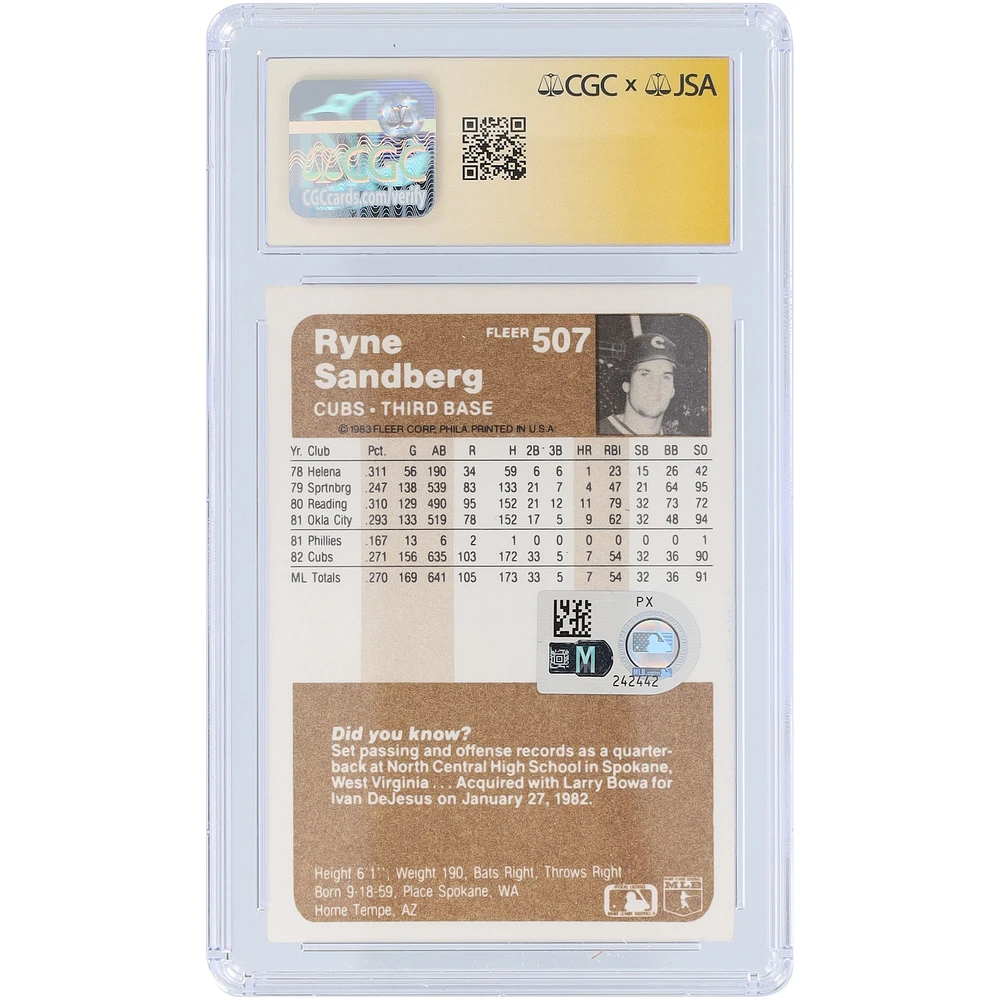 CGC x JSA
CGC
CGCcards.com/verify
Ryne
Sandberg
FLEER 507
C
CUBS • THIRD BASE
© 1983 FLEER CORP. PHILA. PRINTED IN U.S.A.
Yr. Club Pct. G AB R H 2B 3B HR RBI SB BB SO
78 Helena .311 56 190 34 59 6 6 1 23 15 26 42
79 Sprtnbrg .247 138 539 83 133 21 7 4 47 21 64 95
80 Reading .310 129 490 95 152 21 12 11 79 32 73 72
81 Okla City .293 133 519 78 152 17 5 9 62 32 48 94
81 Phillies .167 13 6 2 1 0 0 0 0 0 0 1
82 Cubs .271 156 635 103 172 33 5 7 54 32 36 90
ML Totals .270 169 641 105 173 33 5 7 54 32 36 91
PX
M
242442
Did you know?
Set passing and offense records as a quarter-
back at North Central High School in Spokane,
West Virginia . . . Acquired with Larry Bowa for
Ivan DeJesus on January 27, 1982.
Height 6'1'', Weight 190, Bats Right, Throws Right
Born 9-18-59, Place Spokane, WA
Home Tempe, AZ
MLB